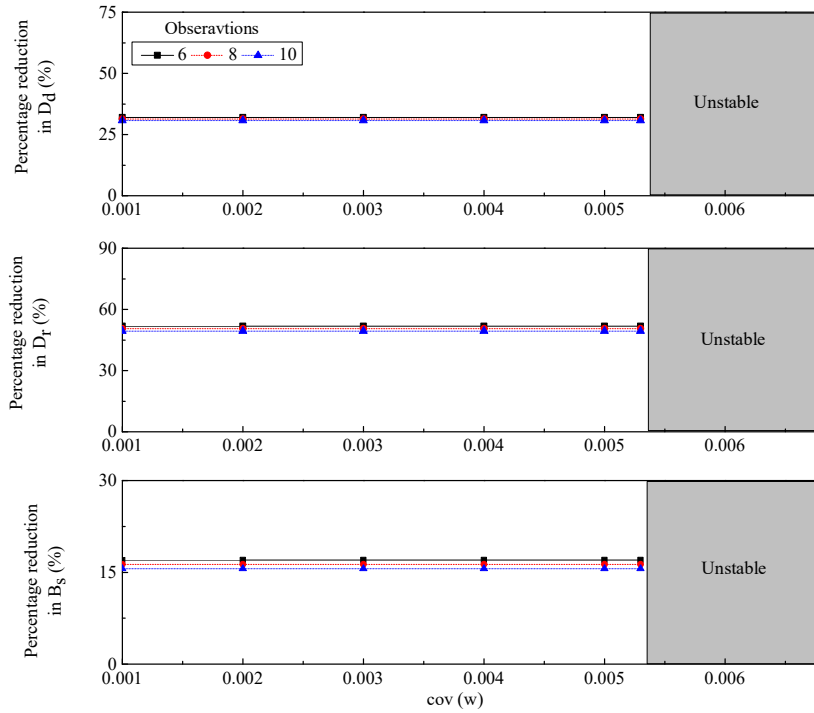 Percentage reduction
in Dd (%)
75
50
25
0
Obseravtions
6 8 10
Unstable
0.001 0.002 0.003 0.004 0.005 0.006
Percentage reduction
in Dr (%)
90
60
30
0
Unstable
0.001 0.002 0.003 0.004 0.005 0.006
Percentage reduction
in Bs (%)
30
15
0
Unstable
0.001 0.002 0.003 0.004 0.005 0.006
cov (w)